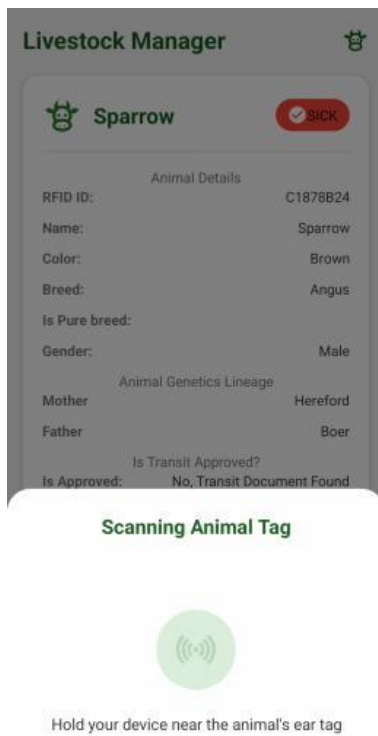 Livestock Manager
Sparrow SICK
Animal Details
RFID ID: C1878B24
Name: Sparrow
Color: Brown
Breed: Angus
Is Pure breed:
Gender: Male
Animal Genetics Lineage
Mother Hereford
Father Boer
Is Transit Approved?
Is Approved: No, Transit Document Found
Scanning Animal Tag
Hold your device near the animal's ear tag